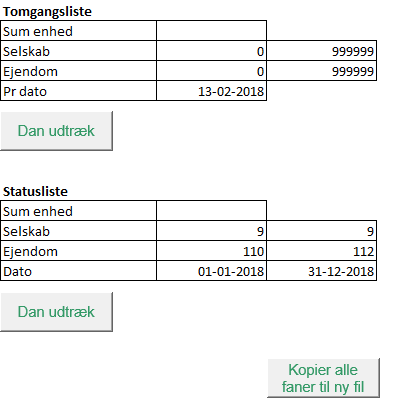 Tomgangsliste
Sum enhed
Selskab 0 999999
Ejendom 0 999999
Pr dato 13-02-2018
Dan udtræk
Statusliste
Sum enhed
Selskab 9 9
Ejendom 110 112
Dato 01-01-2018 31-12-2018
Dan udtræk
Kopier alle
faner til ny fil